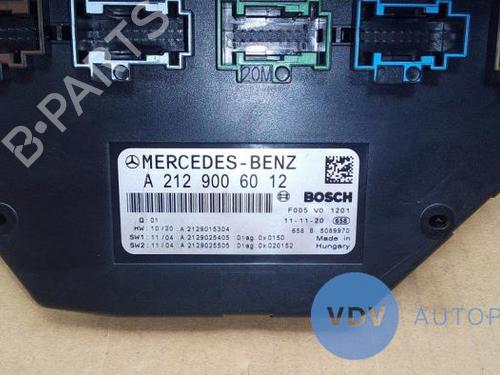 20M
B-PARTS
MERCEDES-BENZ
A 212 900 60 12
BOSCH
F005 V0 1201
Q: 01
11-11-20 658
HW: 10/20 A 2129015304
658 B 5089970
SW1: 11/04 A 2129025405 Diag 0x0150
Made in
SW2: 11/04 A 2129025505 Diag 0x020152
Hungary
VDV AUTOP